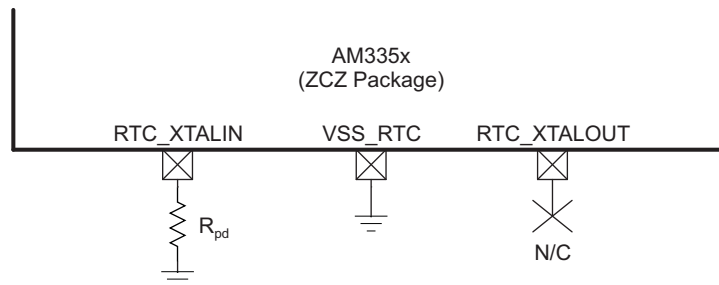 AM335x
(ZCZ Package)
RTC_XTALIN
VSS_RTC
RTC_XTALOUT
Rpd
N/C